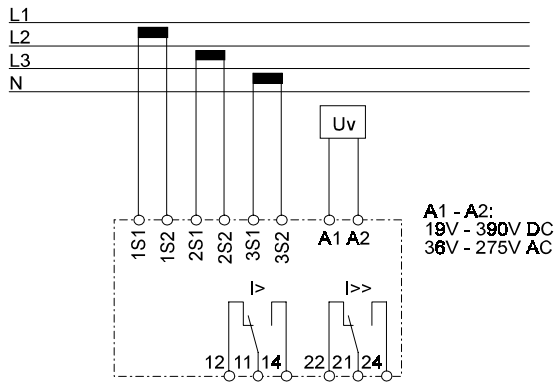 L1
L2
L3
N
Uv
1S1 1S2 2S1 2S2 3S1 3S2 A1 A2
A1 - A2:
19V - 390V DC
36V - 275V AC
I> I>>
12 11 14 22 21 24